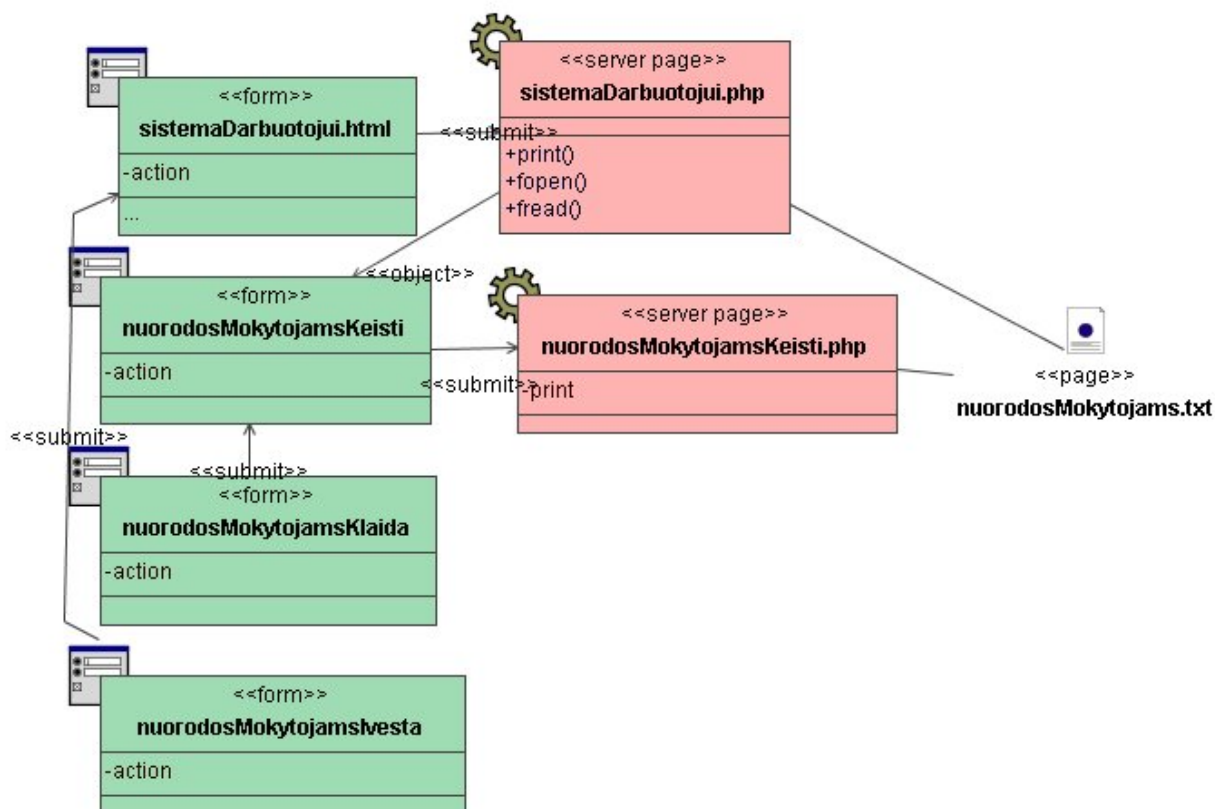 <<form>>
sistemaDarbuotojui.html
-action
...
<<submit>>
<<server page>>
sistemaDarbuotojui.php
+print()
+fopen()
+fread()
<<object>>
<<form>>
nuorodosMokytojamsKeisti
-action
<<submit>>
<<server page>>
nuorodosMokytojamsKeisti.php
-print
<<page>>
nuorodosMokytojams.txt
<<submit>>
<<submit>>
<<form>>
nuorodosMokytojamsKlaida
-action
<<form>>
nuorodosMokytojamsIvesta
-action